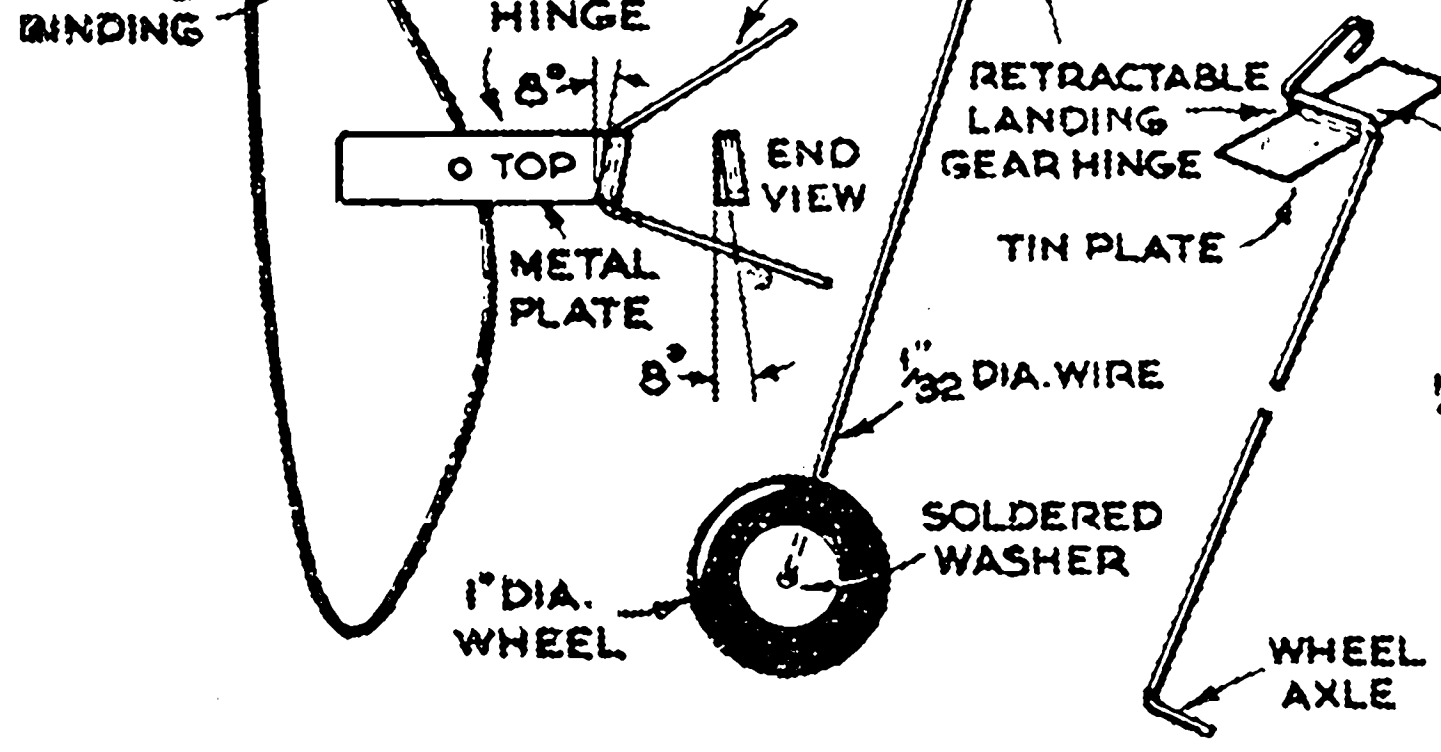 BINDING
HINGE
8°
TOP
METAL
PLATE
END
VIEW
8°
RETRACTABLE
LANDING
GEAR HINGE
TIN PLATE
1/32" DIA. WIRE
SOLDERED
WASHER
1" DIA.
WHEEL
WHEEL
AXLE